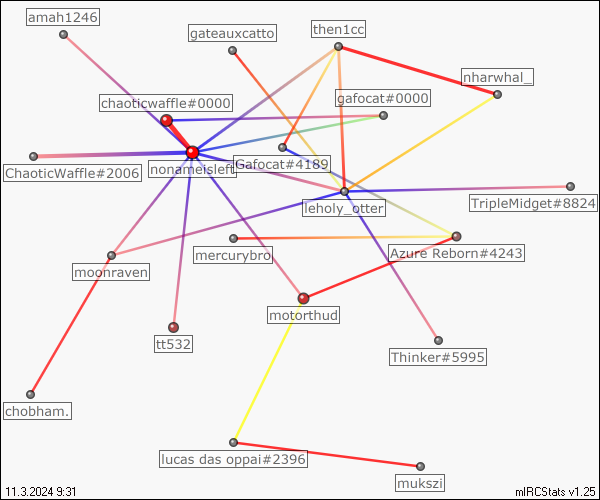 amah1246
gateauxcatto
then1cc
nharwhal_
chaoticwaffle#0000
gafocat#0000
ChaoticWaffle#2006
nonameisleft
Gafocat#4189
leholy_otter
TripleMidget#8824
moonraven
mercurybro
Azure Reborn#4243
motorthud
tt532
Thinker#5995
chobham.
lucas das oppai#2396
mukszi
11.3.2024 9:31
mIRCStats v1.25